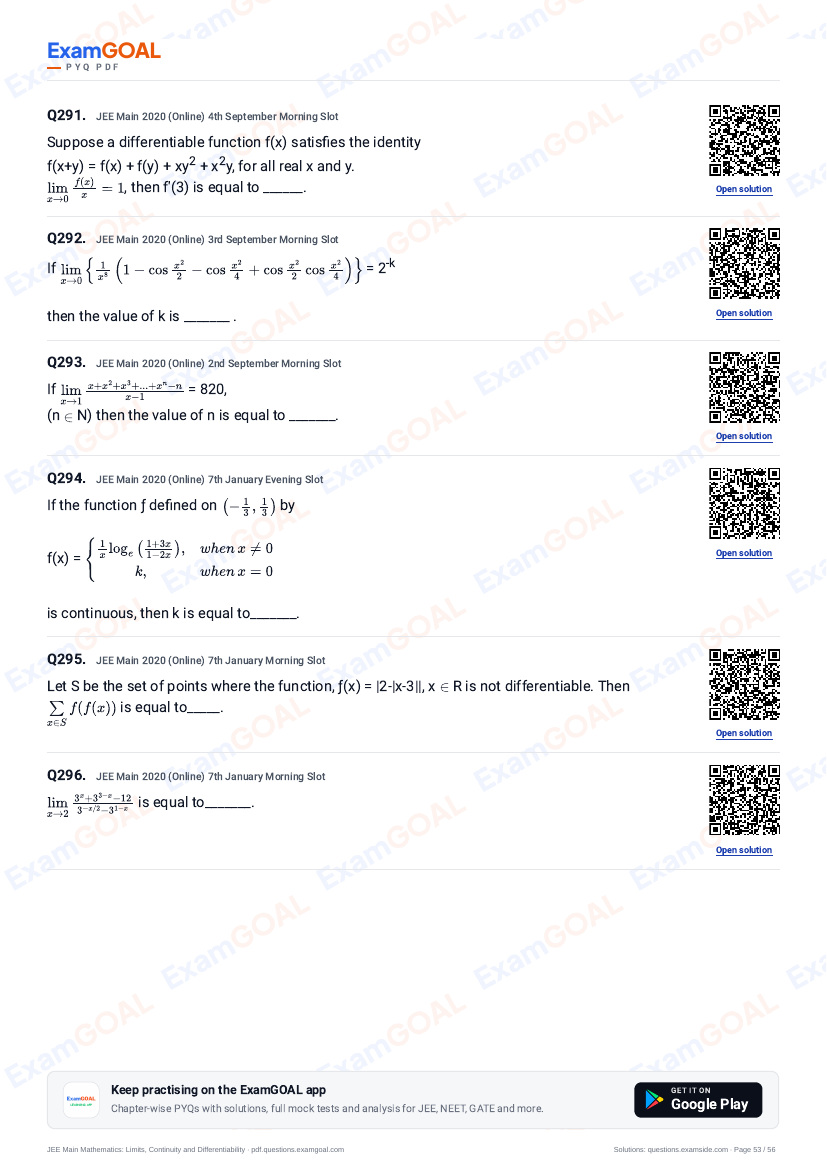 ExamGOAL
PYQ PDF
Q291. JEE Main 2020 (Online) 4th September Morning Slot
Suppose a differentiable function f(x) satisfies the identity
f(x+y) = f(x) + f(y) + xy² + x²y, for all real x and y.
lim x→0 f(x)/x = 1, then f'(3) is equal to ______.
Open solution
Q292. JEE Main 2020 (Online) 3rd September Morning Slot
If lim x→0 { 1/x⁸ ( 1 − cos x²/2 − cos x²/4 + cos x²/2 cos x²/4 ) } = 2⁻ᵏ
then the value of k is _______ .
Open solution
Q293. JEE Main 2020 (Online) 2nd September Morning Slot
If lim x→1 (x+x²+x³+...+xⁿ−n)/(x−1) = 820,
(n ∈ N) then the value of n is equal to _______.
Open solution
Q294. JEE Main 2020 (Online) 7th January Evening Slot
If the function ƒ defined on (−1/3, 1/3) by
f(x) = { 1/x logₑ ((1+3x)/(1−2x)), when x ≠ 0
k, when x = 0
is continuous, then k is equal to_______.
Open solution
Q295. JEE Main 2020 (Online) 7th January Morning Slot
Let S be the set of points where the function, ƒ(x) = |2-|x-3||, x ∈ R is not differentiable. Then
∑ x∈S f(f(x)) is equal to_____.
Open solution
Q296. JEE Main 2020 (Online) 7th January Morning Slot
lim x→2 (3ˣ+3³⁻ˣ−12)/(3^(−x/2)−3¹⁻ˣ) is equal to_______.
Open solution
Keep practising on the ExamGOAL app
Chapter-wise PYQs with solutions, full mock tests and analysis for JEE, NEET, GATE and more.
GET IT ON
Google Play
JEE Main Mathematics: Limits, Continuity and Differentiability · pdf.questions.examgoal.com
Solutions: questions.examside.com · Page 53 / 56